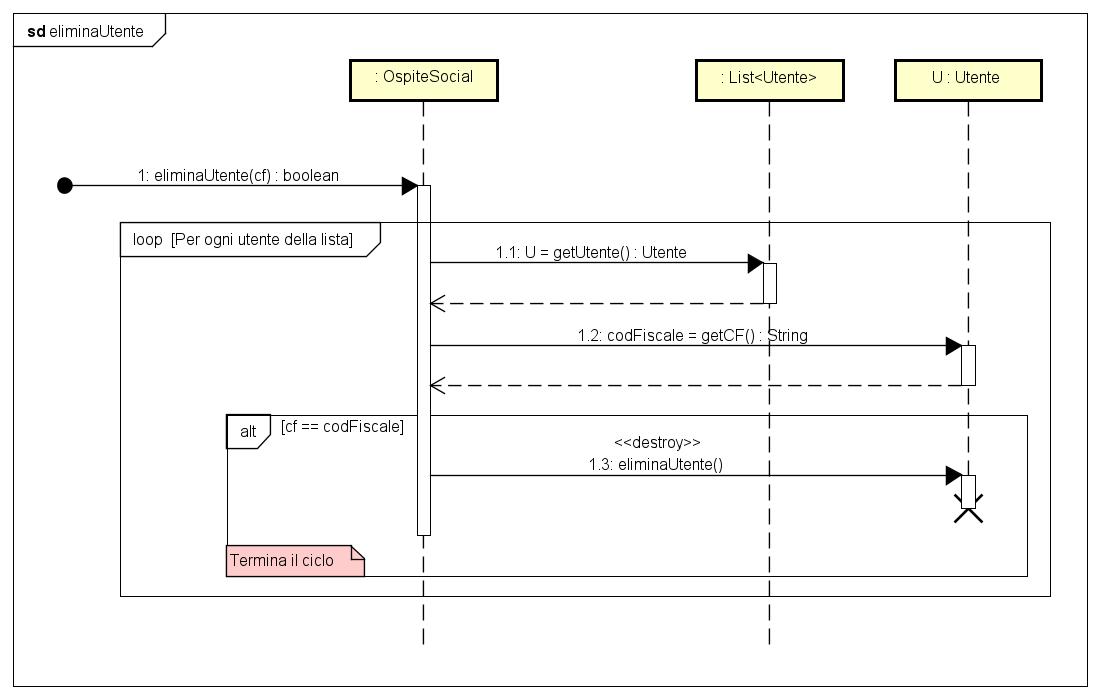 sd eliminaUtente
: OspiteSocial
: List<Utente>
U : Utente
1: eliminaUtente(cf) : boolean
loop [Per ogni utente della lista]
1.1: U = getUtente() : Utente
1.2: codFiscale = getCF() : String
alt [cf == codFiscale]
<<destroy>>
1.3: eliminaUtente()
Termina il ciclo